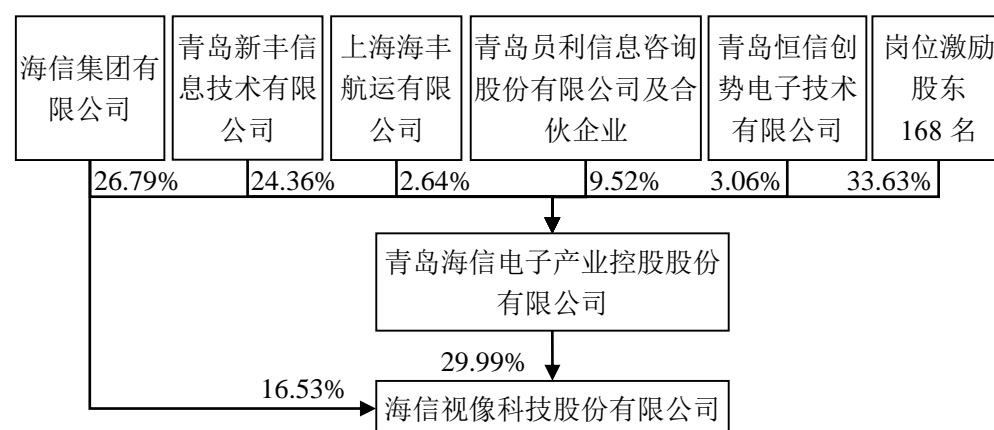 海信集团有
限公司
青岛新丰信
息技术有限
公司
上海海丰
航运有限
公司
青岛员利信息咨询
股份有限公司及合
伙企业
青岛恒信创
势电子技术
有限公司
岗位激励
股东
168 名
26.79%
24.36%
2.64%
9.52%
3.06%
33.63%
青岛海信电子产业控股股份
有限公司
29.99%
16.53%
海信视像科技股份有限公司